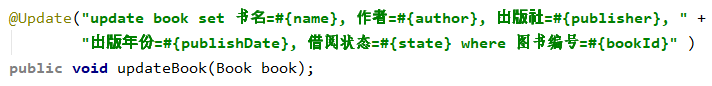 @Update("update book set 书名=#{name}, 作者=#{author}, 出版社=#{publisher}, " +
"出版年份=#{publishDate}, 借阅状态=#{state} where 图书编号=#{bookId}" )
public void updateBook(Book book);